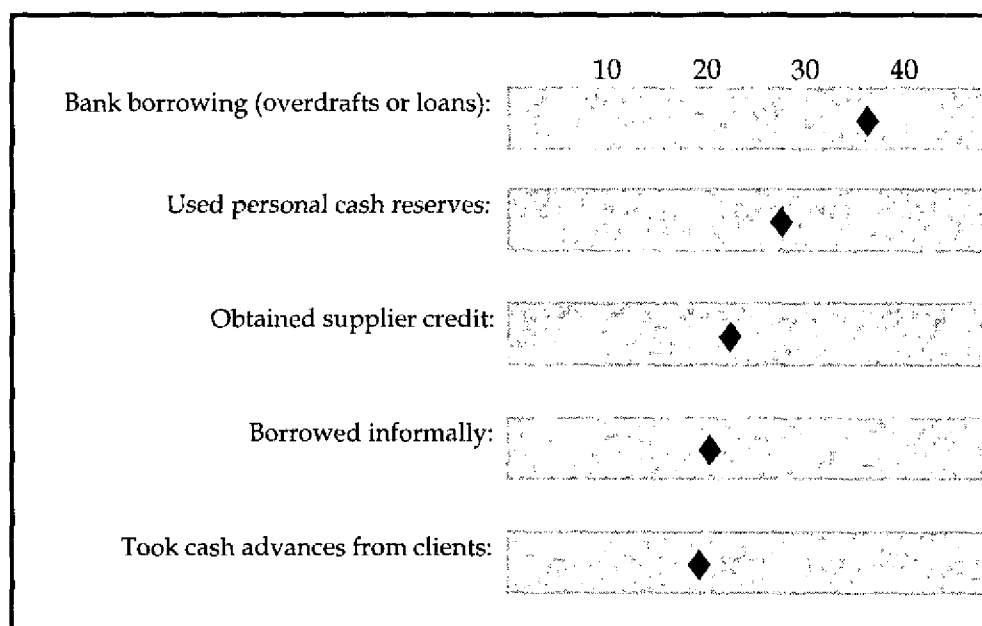 10 20 30 40
Bank borrowing (overdrafts or loans):
Used personal cash reserves:
Obtained supplier credit:
Borrowed informally:
Took cash advances from clients: